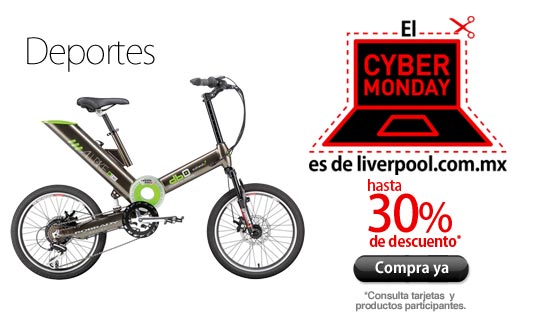 Deportes
El
CYBER
MONDAY
es de liverpool.com.mx
hasta
30%
de descuento*
Compra ya
*Consulta tarjetas y
productos participantes.